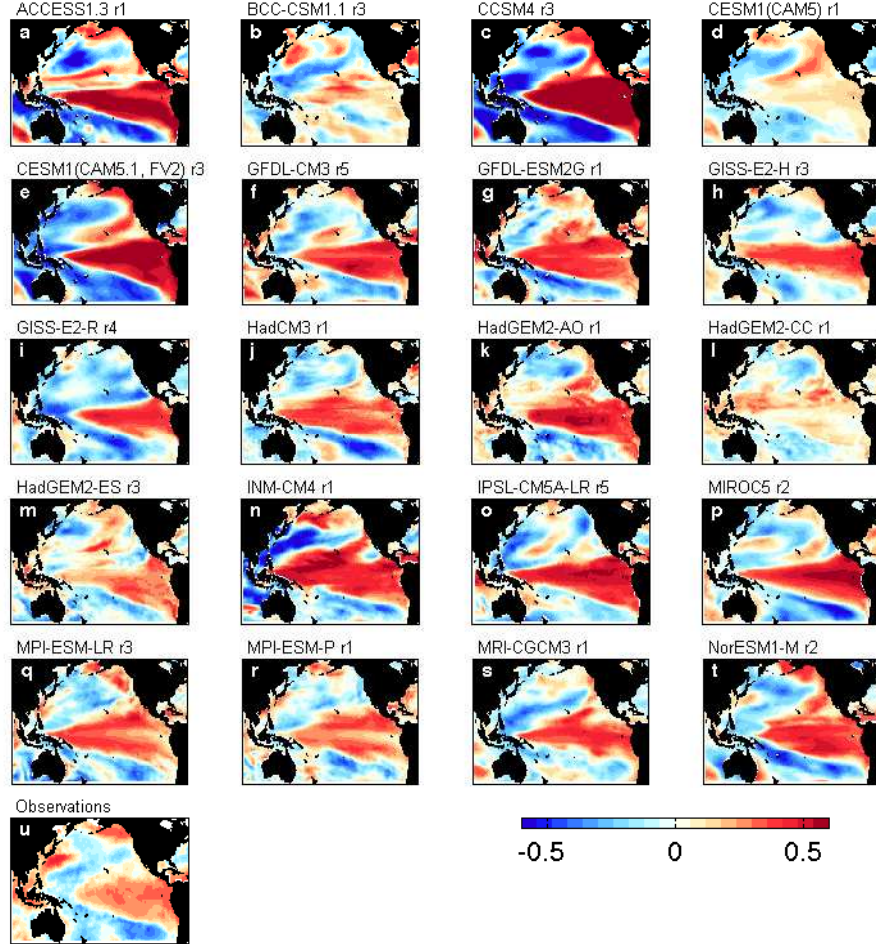 ACCESS1.3 r1 BCC-CSM1.1 r3 CCSM4 r3 CESM1(CAM5) r1
a b c d
CESM1(CAM5.1, FV2) r3 GFDL-CM3 r5 GFDL-ESM2G r1 GISS-E2-H r3
e f g h
GISS-E2-R r4 HadCM3 r1 HadGEM2-AO r1 HadGEM2-CC r1
i j k l
HadGEM2-ES r3 INM-CM4 r1 IPSL-CM5A-LR r5 MIROC5 r2
m n o p
MPI-ESM-LR r3 MPI-ESM-P r1 MRI-CGCM3 r1 NorESM1-M r2
q r s t
Observations
u
-0.5 0 0.5